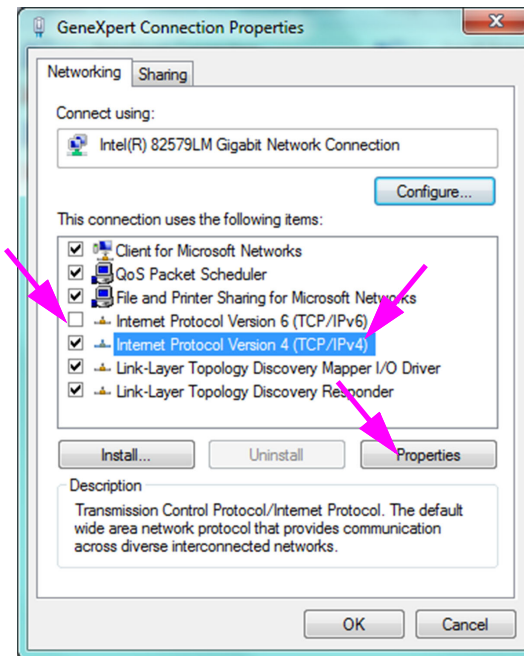 GeneXpert Connection Properties
Networking
Sharing
Connect using:
Intel(R) 82579LM Gigabit Network Connection
Configure...
This connection uses the following items:
Client for Microsoft Networks
QoS Packet Scheduler
File and Printer Sharing for Microsoft Networks
Internet Protocol Version 6 (TCP/IPv6)
Internet Protocol Version 4 (TCP/IPv4)
Link-Layer Topology Discovery Mapper I/O Driver
Link-Layer Topology Discovery Responder
Install...
Uninstall
Properties
Description
Transmission Control Protocol/Internet Protocol. The default
wide area network protocol that provides communication
across diverse interconnected networks.
OK
Cancel